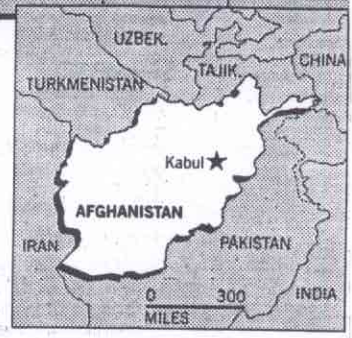 UZBEK.
TAJIK.
CHINA
TURKMENISTAN
Kabul
AFGHANISTAN
IRAN
PAKISTAN
INDIA
0 300
MILES